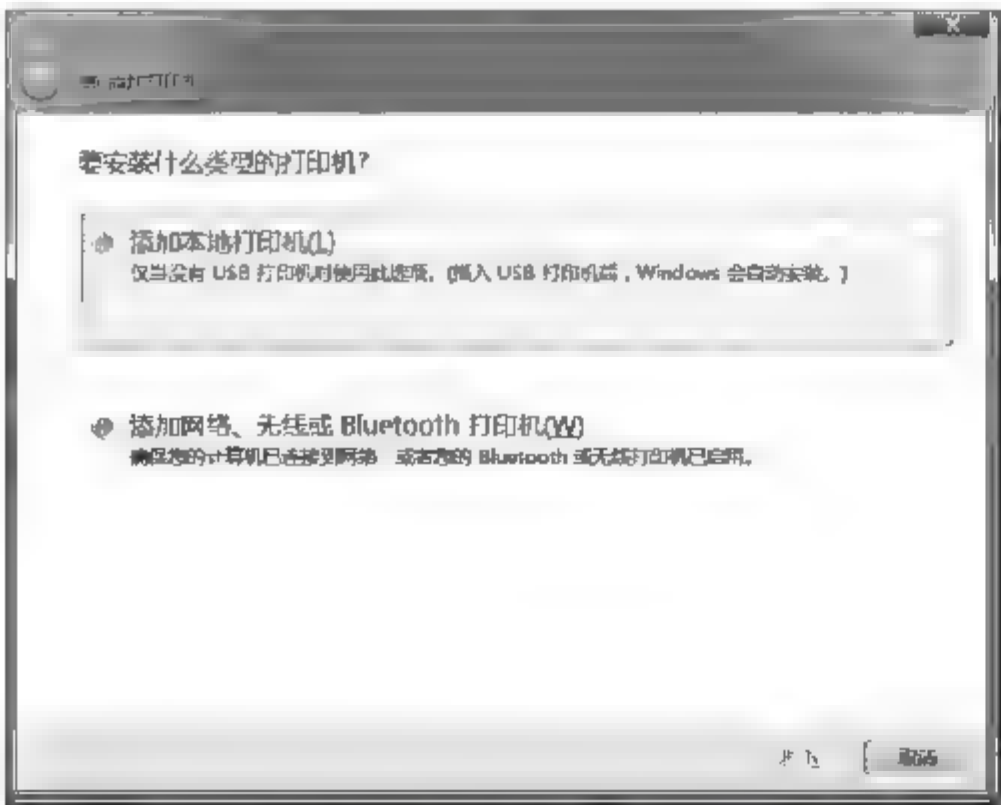 添加打印机
要安装什么类型的打印机?
添加本地打印机(L)
仅当没有 USB 打印机时使用此选项。(插入 USB 打印机后,Windows 会自动安装。)
添加网络、无线或 Bluetooth 打印机(W)
确保您的计算机已连接到网络 或者您的 Bluetooth 或无线打印机已启用。
取消